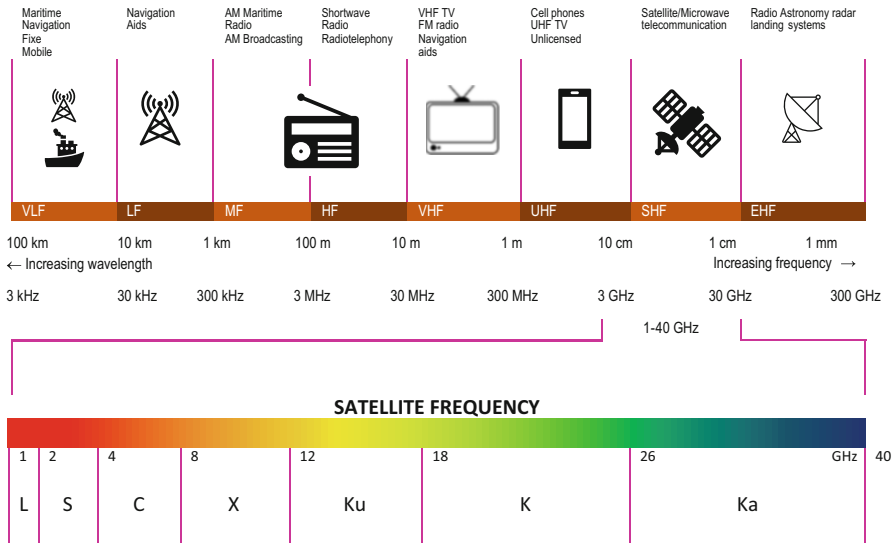 Maritime
Navigation
Fixe
Mobile
Navigation
Aids
AM Maritime
Radio
AM Broadcasting
Shortwave
Radio
Radiotelephony
VHF TV
FM radio
Navigation
aids
Cell phones
UHF TV
Unlicensed
Satellite/Microwave
telecommunication
Radio Astronomy radar
landing systems
VLF LF MF HF VHF UHF SHF EHF
100 km 10 km 1 km 100 m 10 m 1 m 10 cm 1 cm 1 mm
← Increasing wavelength Increasing frequency →
3 kHz 30 kHz 300 kHz 3 MHz 30 MHz 300 MHz 3 GHz 30 GHz 300 GHz
1-40 GHz
SATELLITE FREQUENCY
1 2 4 8 12 18 26 GHz 40
L S C X Ku K Ka